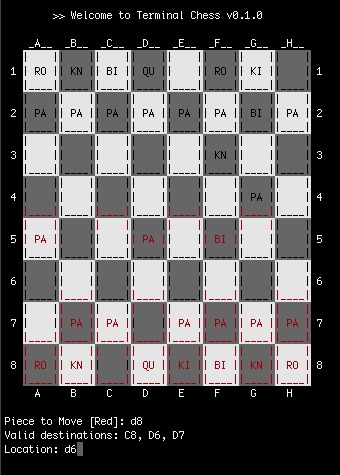 >> Welcome to Terminal Chess v0.1.0
_A__ _B__ _C__ _D__ _E__ _F__ _G__ _H__
1 RO KN BI QU RO KI 1
2 PA PA PA PA PA PA BI PA 2
3 KN 3
4 PA 4
5 PA PA BI 5
6 6
7 PA PA PA PA PA PA 7
8 RO KN QU KI BI KN RO 8
A B C D E F G H
Piece to Move [Red]: d8
Valid destinations: C8, D6, D7
Location: d6